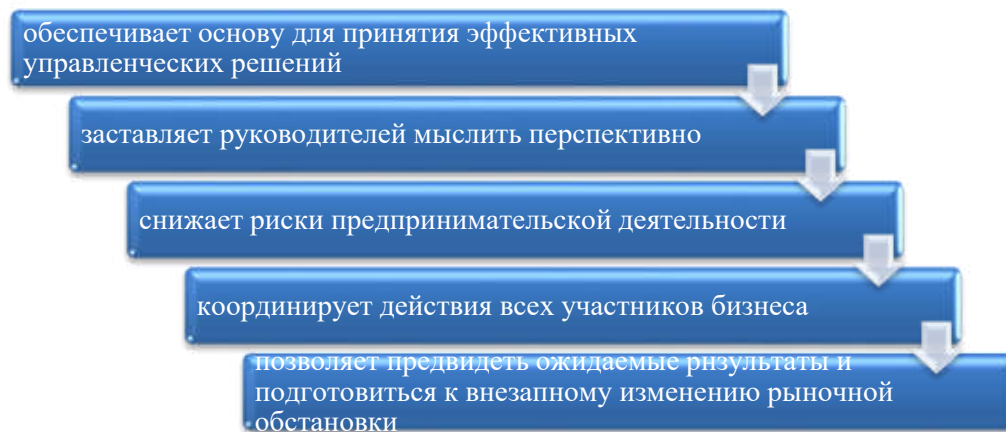 обеспечивает основу для принятия эффективных
управленческих решений
заставляет руководителей мыслить перспективно
снижает риски предпринимательской деятельности
координирует действия всех участников бизнеса
позволяет предвидеть ожидаемые рнзультаты и
подготовиться к внезапному изменению рыночной
обстановки